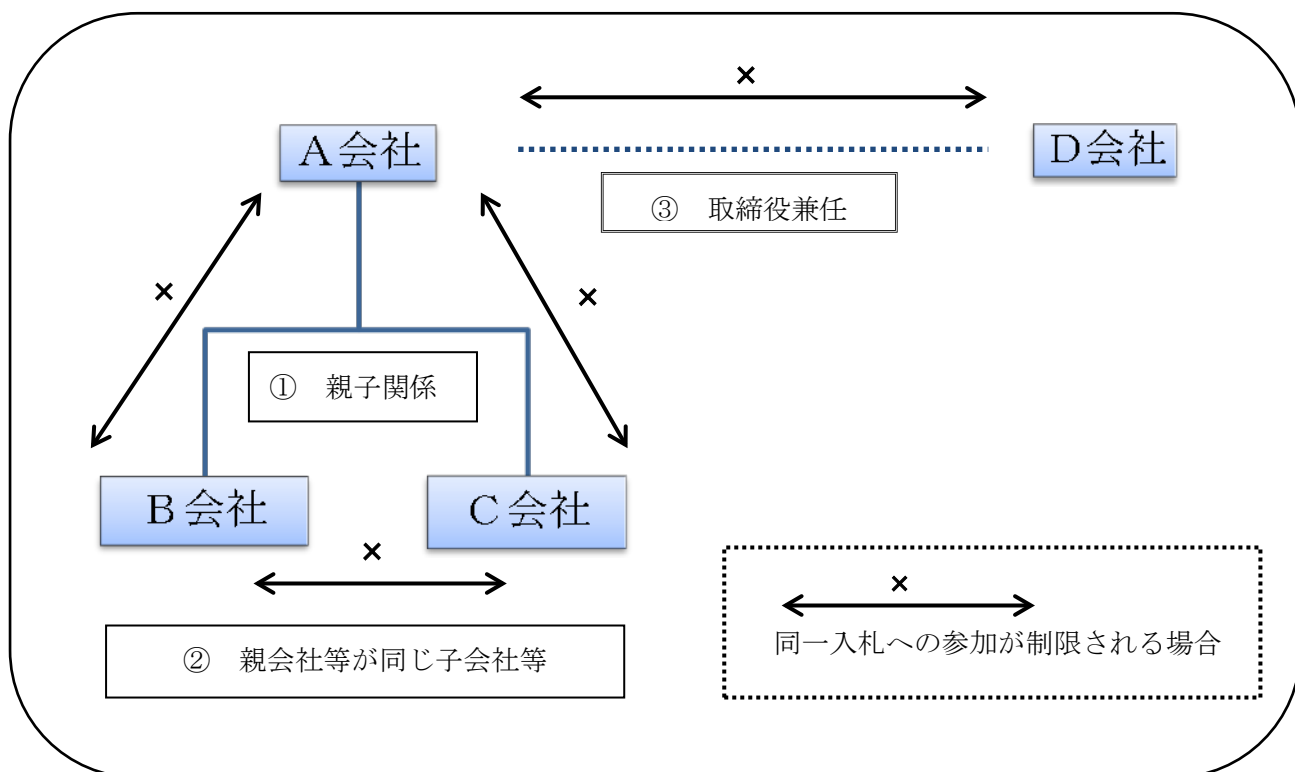 ×
A会社
D会社
③ 取締役兼任
×
×
① 親子関係
B会社
C会社
×
② 親会社等が同じ子会社等
×
同一入札への参加が制限される場合